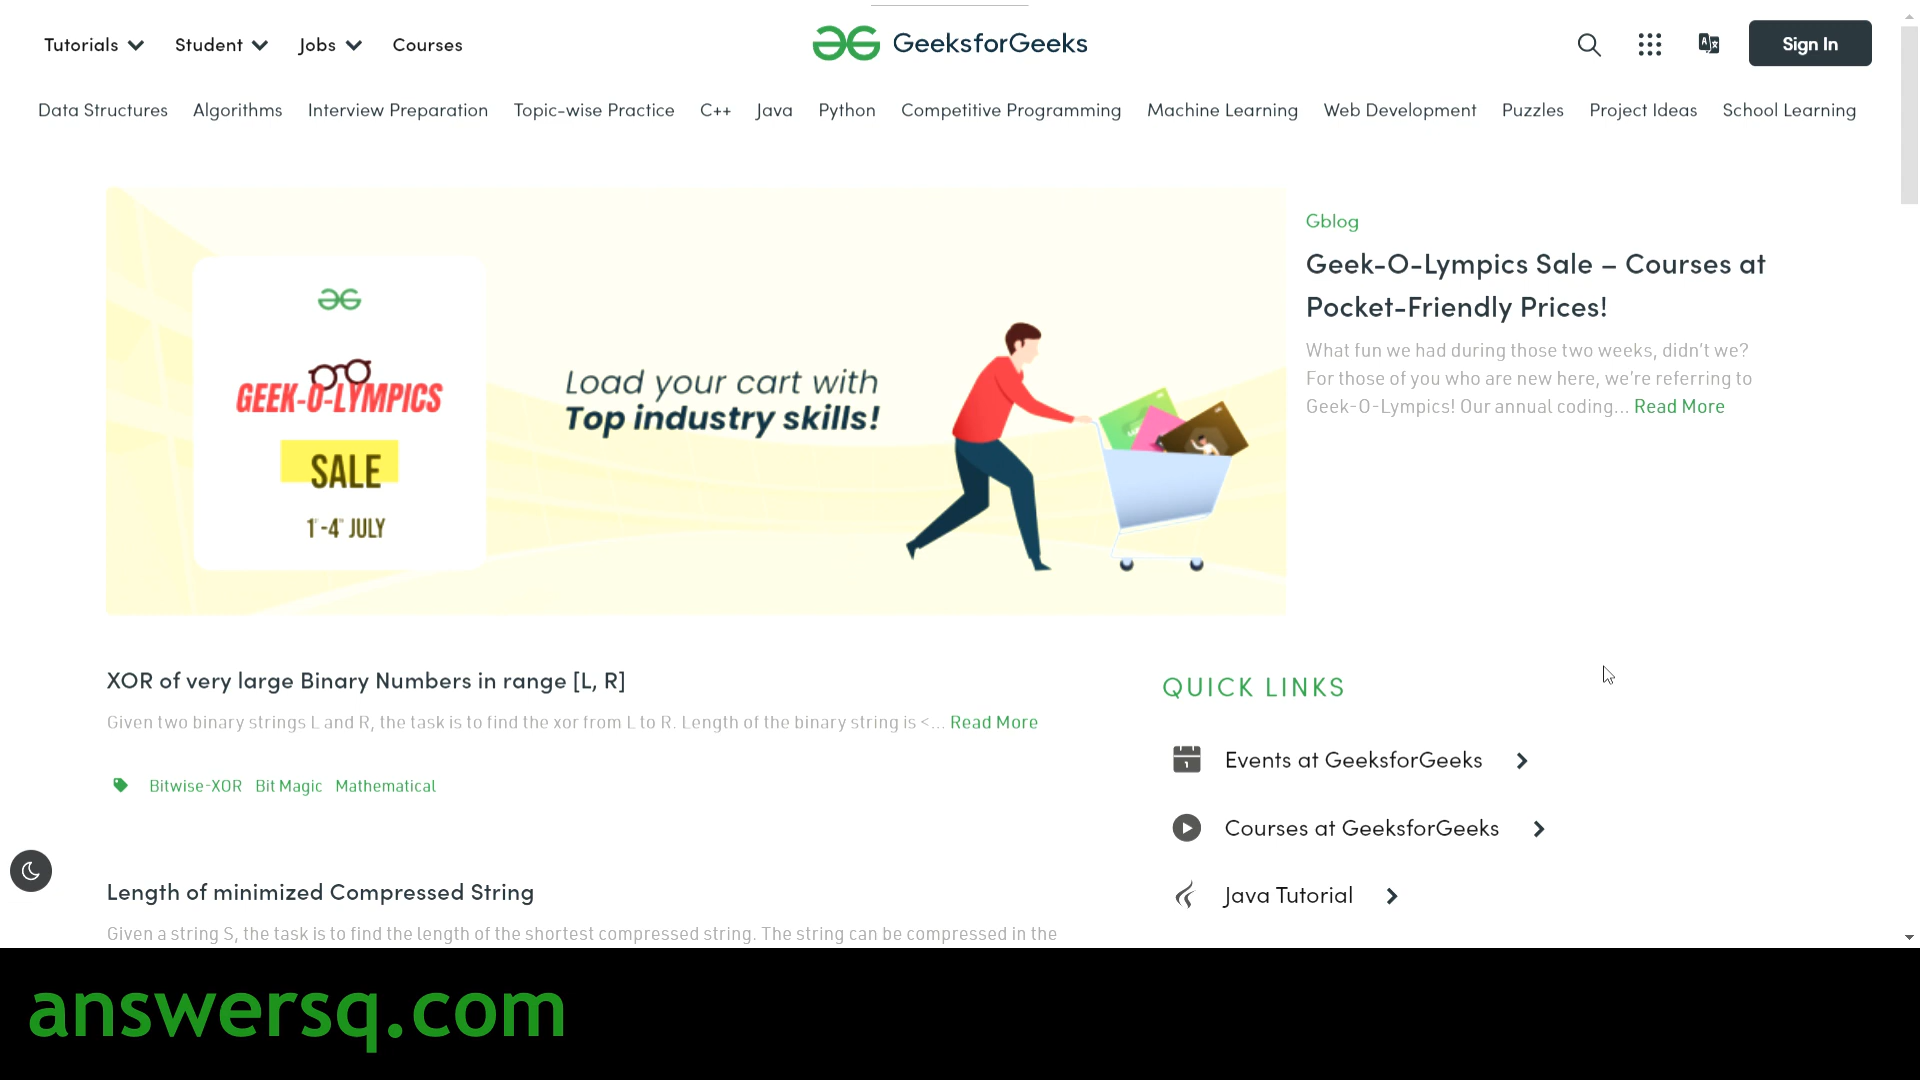 Tutorials Student Jobs Courses GeeksforGeeks Sign In
Data Structures Algorithms Interview Preparation Topic-wise Practice C++ Java Python Competitive Programming Machine Learning Web Development Puzzles Project Ideas School Learning
GEEK-O-LYMPICS
SALE
1st-4th JULY
Load your cart with
Top industry skills!
Gblog
Geek-O-Lympics Sale – Courses at
Pocket-Friendly Prices!
What fun we had during those two weeks, didn't we?
For those of you who are new here, we're referring to
Geek-O-Lympics! Our annual coding... Read More
XOR of very large Binary Numbers in range [L, R]
Given two binary strings L and R, the task is to find the xor from L to R. Length of the binary string is <... Read More
Bitwise-XOR Bit Magic Mathematical
Length of minimized Compressed String
Given a string S, the task is to find the length of the shortest compressed string. The string can be compressed in the
QUICK LINKS
Events at GeeksforGeeks
Courses at GeeksforGeeks
Java Tutorial
answersq.com